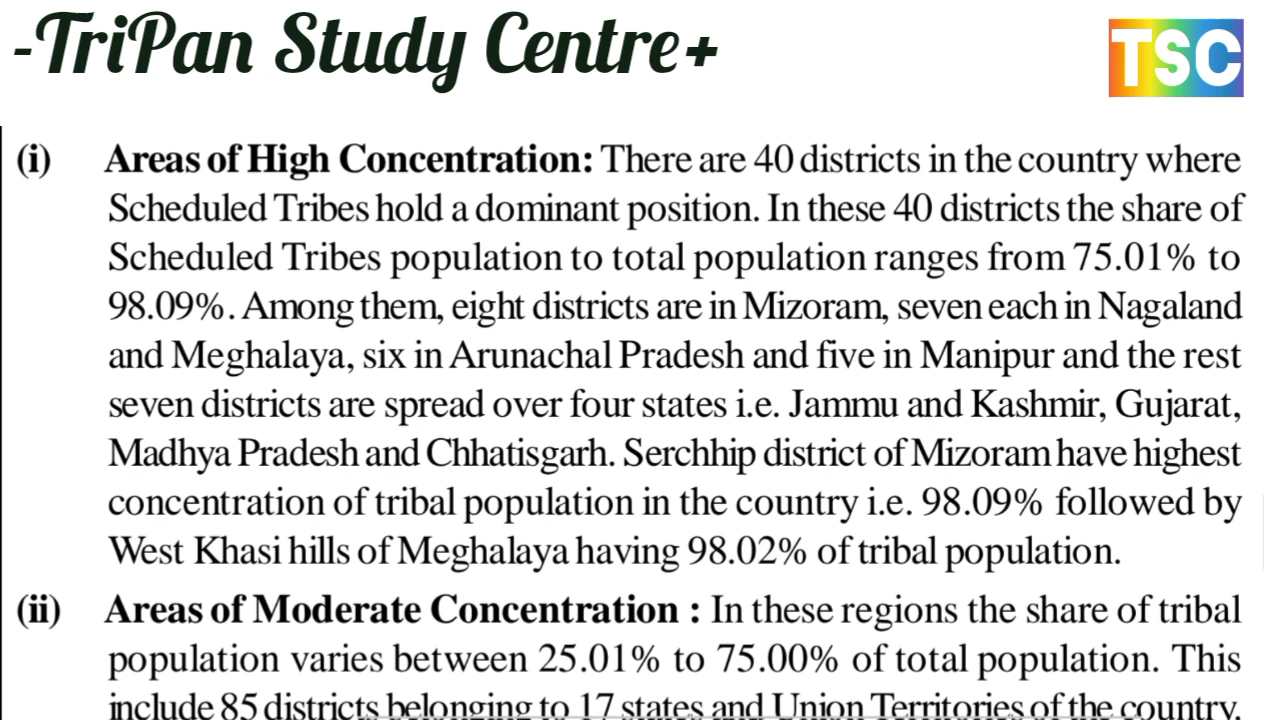 -TriPan Study Centre+
TSC
(i) Areas of High Concentration: There are 40 districts in the country where
Scheduled Tribes hold a dominant position. In these 40 districts the share of
Scheduled Tribes population to total population ranges from 75.01% to
98.09%. Among them, eight districts are in Mizoram, seven each in Nagaland
and Meghalaya, six in Arunachal Pradesh and five in Manipur and the rest
seven districts are spread over four states i.e. Jammu and Kashmir, Gujarat,
Madhya Pradesh and Chhatisgarh. Serchhip district of Mizoram have highest
concentration of tribal population in the country i.e. 98.09% followed by
West Khasi hills of Meghalaya having 98.02% of tribal population.
(ii) Areas of Moderate Concentration : In these regions the share of tribal
population varies between 25.01% to 75.00% of total population. This
include 85 districts belonging to 17 states and Union Territories of the country.